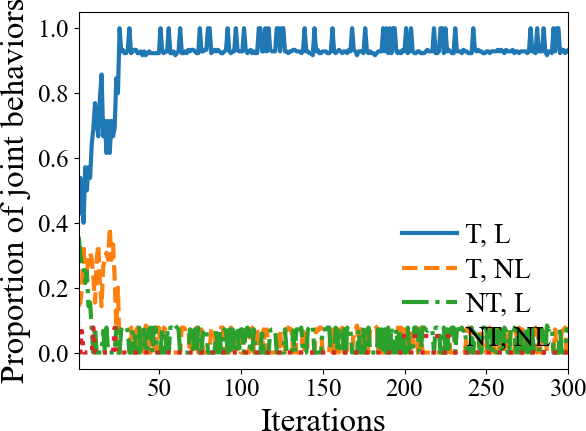 Proportion of joint behaviors
1.0
0.8
0.6
0.4
0.2
0.0
T, L
T, NL
NT, L
NT, NL
50
100
150
200
250
300
Iterations